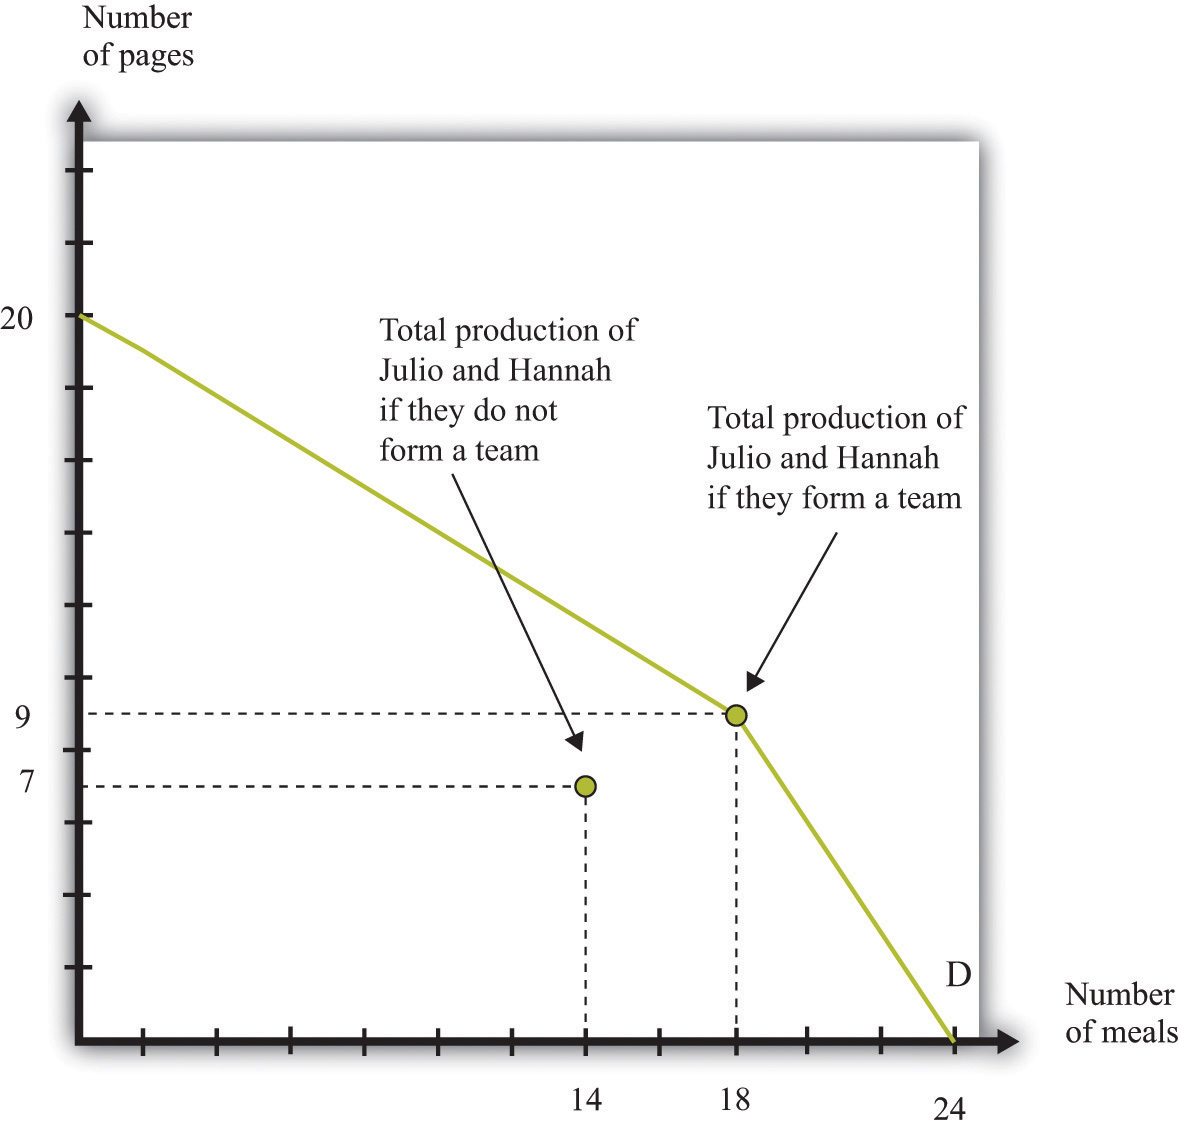 Number
of pages
20
Total production of
Julio and Hannah
if they do not
form a team
Total production of
Julio and Hannah
if they form a team
9
7
D
Number
of meals
14
18
24